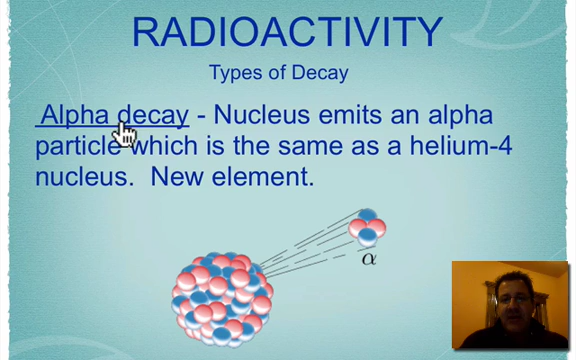 RADIOACTIVITY
Types of Decay
Alpha decay - Nucleus emits an alpha
particle which is the same as a helium-4
nucleus. New element.
α